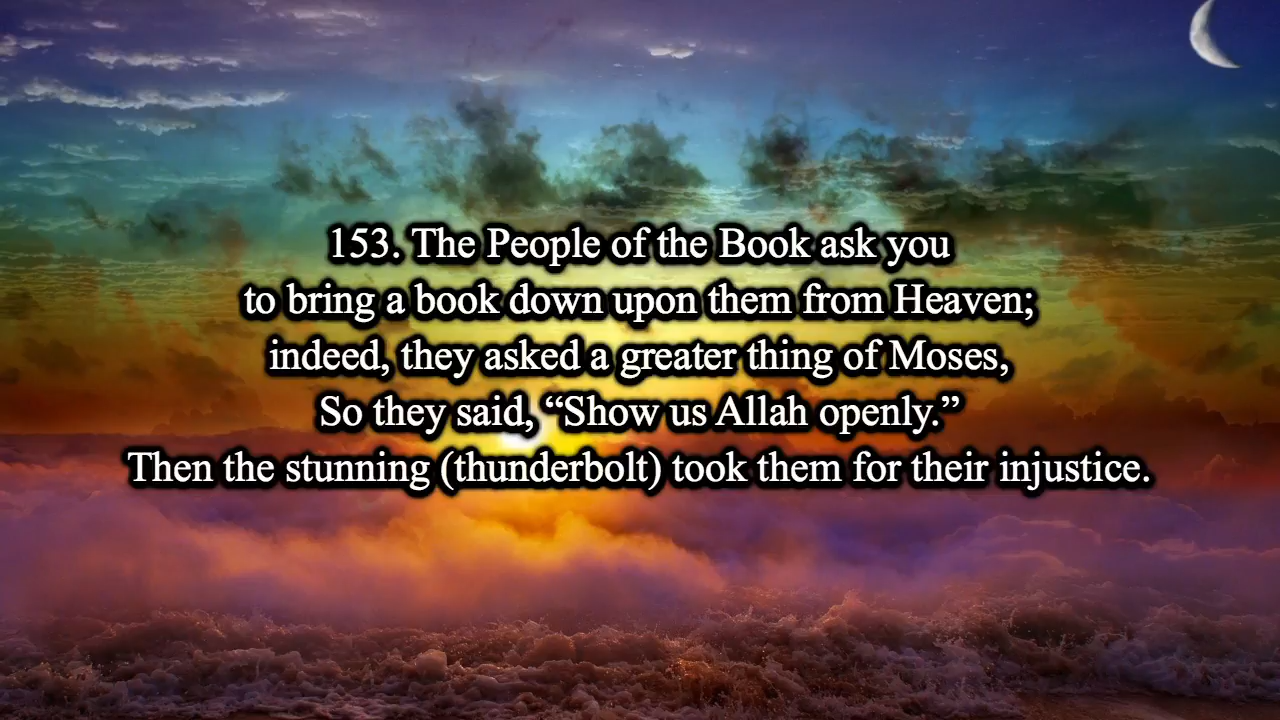 153. The People of the Book ask you
to bring a book down upon them from Heaven;
indeed, they asked a greater thing of Moses,
So they said, “Show us Allah openly.”
Then the stunning (thunderbolt) took them for their injustice.